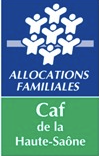 ALLOCATIONS
FAMILIALES
Caf
de la
Haute-Saône